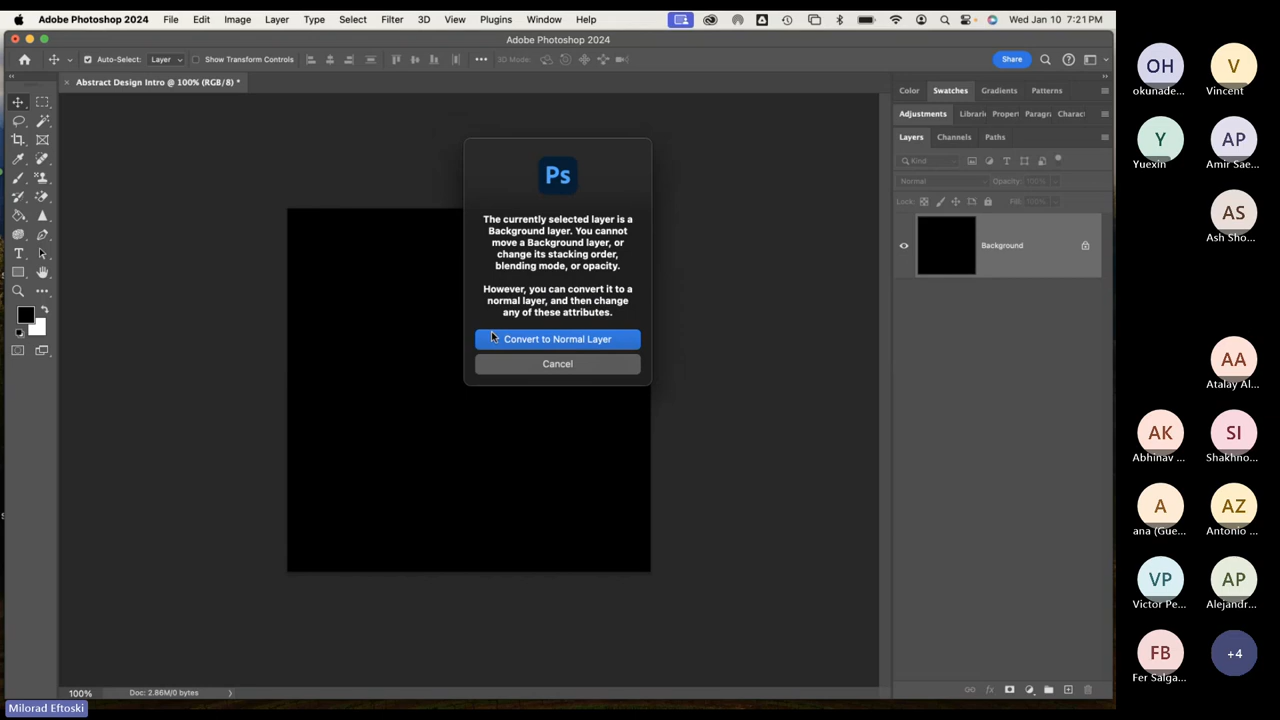 Adobe Photoshop 2024 File Edit Image Layer Type Select Filter 3D View Plugins Window Help Wed Jan 10 7:21 PM
Adobe Photoshop 2024
Auto-Select: Layer Show Transform Controls 3D Mode: Share
Abstract Design Intro @ 100% (RGB/8) *
Color Swatches Gradients Patterns
Adjustments Librari Proper Paragr Charac
Layers Channels Paths
Kind
Normal Opacity: 100%
Lock: Fill: 100%
Background
Ps
The currently selected layer is a
Background layer. You cannot
move a Background layer, or
change its stacking order,
blending mode, or opacity.
However, you can convert it to a
normal layer, and then change
any of these attributes.
Convert to Normal Layer
Cancel
100% Doc: 2.86M/0 bytes
Milorad Eftoski
OH V
okunade... Vincent
Y AP
Yuexin Amir Sae...
AS
Ash Sho...
AA
Atalay Al...
AK SI
Abhinav ... Shakhno...
A AZ
ana (Gue... Antonio ...
VP AP
Victor Pe... Alejandr...
FB +4
Fer Salga...